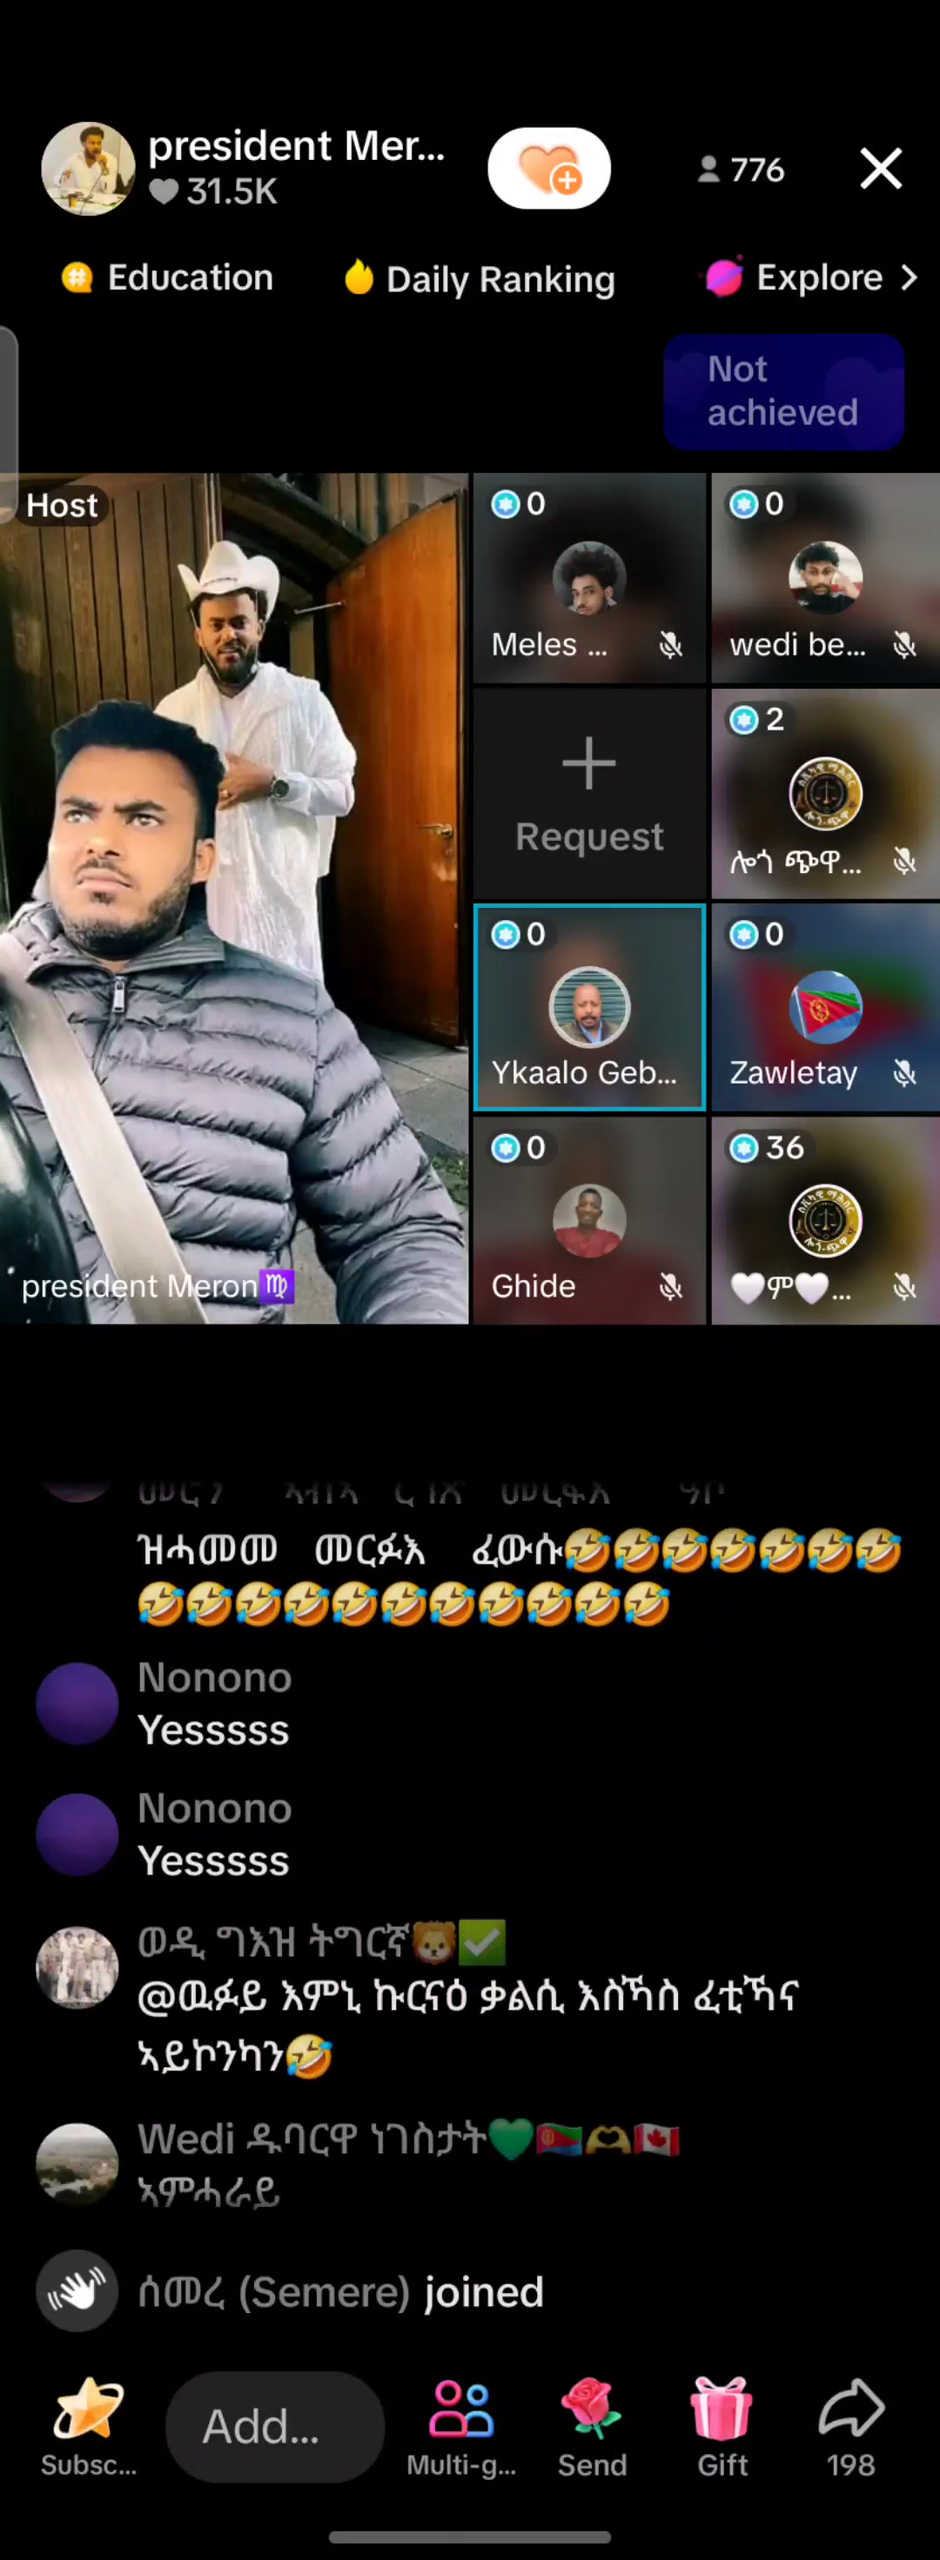 president Mer...
31.5K
776
Education
Daily Ranking
Explore
Not
achieved
Host
0
Meles ...
0
wedi be...
Request
2
ሎጎ ጭዋ...
0
Ykaalo Geb...
0
Zawletay
0
Ghide
36
🤍ም🤍...
president Meron♍
ዝሓመመ መርፉእ ፈውሱ🤣🤣🤣🤣🤣🤣🤣
🤣🤣🤣🤣🤣🤣🤣🤣🤣🤣🤣
Nonono
Yesssss
Nonono
Yesssss
ወዲ ግእዝ ትግርኛ🦁✅
@ዉፉይ እምኒ ኩርናዕ ቃልሲ እስኻስ ፈቲኻና
ኣይኮንካን🤣
Wedi ዱባርዋ ነገስታት💚🇪🇷🫶🇨🇦
ኣምሓራይ
ሰመረ (Semere) joined
Subsc...
Add...
Multi-g...
Send
Gift
198